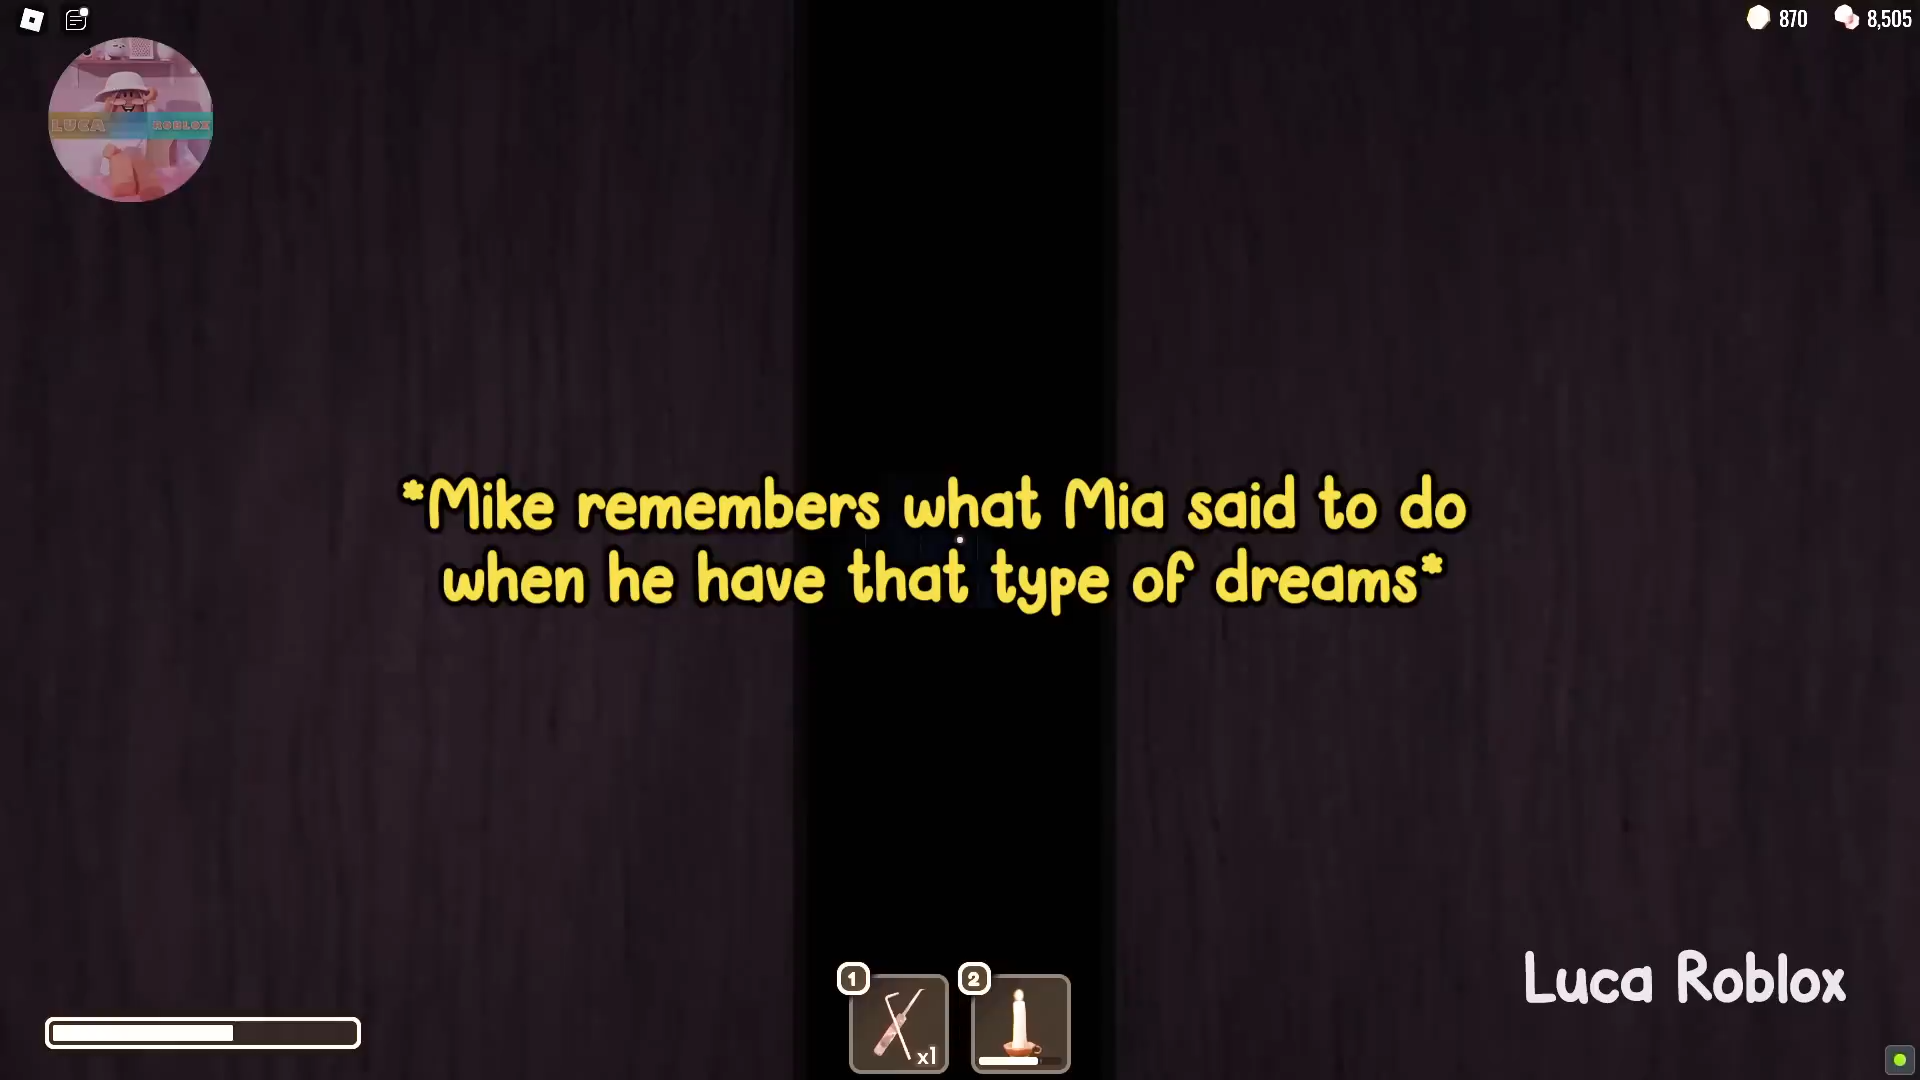 870
8,505
LUCA ROBLOX
*Mike remembers what Mia said to do
when he have that type of dreams*
1
2
x1
Luca Roblox